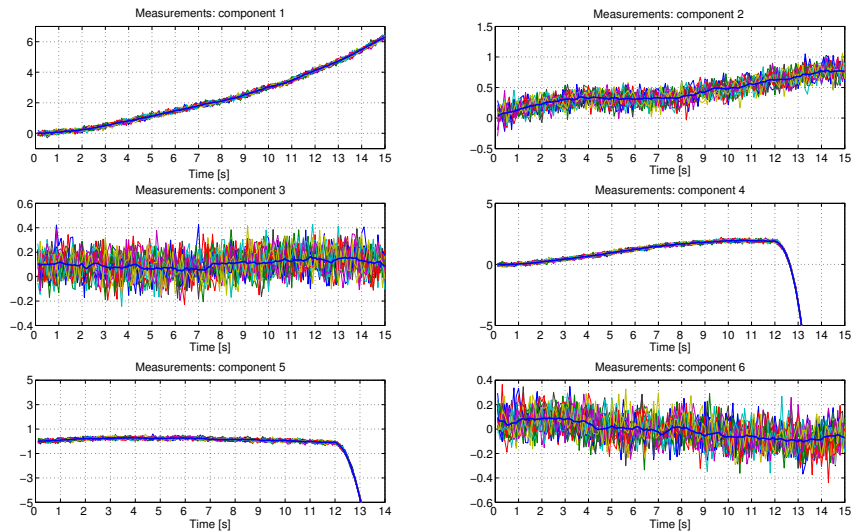 Measurements: component 1
6
4
2
0
0 1 2 3 4 5 6 7 8 9 10 11 12 13 14 15
Time [s]
Measurements: component 2
1.5
1
0.5
0
−0.5
0 1 2 3 4 5 6 7 8 9 10 11 12 13 14 15
Time [s]
Measurements: component 3
0.6
0.4
0.2
0
−0.2
−0.4
0 1 2 3 4 5 6 7 8 9 10 11 12 13 14 15
Time [s]
Measurements: component 4
5
0
−5
0 1 2 3 4 5 6 7 8 9 10 11 12 13 14 15
Time [s]
Measurements: component 5
5
3
1
−1
−3
−5
0 1 2 3 4 5 6 7 8 9 10 11 12 13 14 15
Time [s]
Measurements: component 6
0.4
0.2
0
−0.2
−0.4
−0.6
0 1 2 3 4 5 6 7 8 9 10 11 12 13 14 15
Time [s]